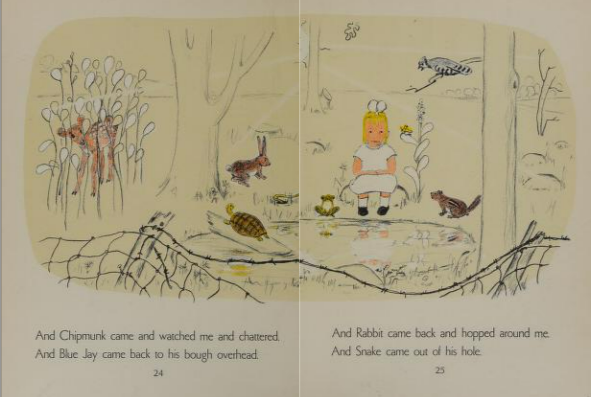 And Chipmunk came and watched me and chattered.
And Blue Jay came back to his bough overhead.
24
And Rabbit came back and hopped around me.
And Snake came out of his hole.
25